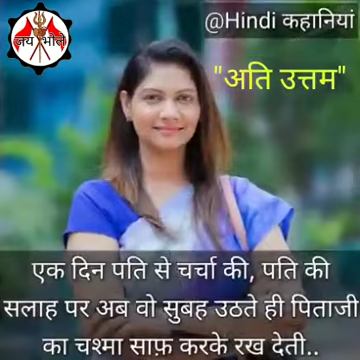 @Hindi कहानियां
जय भोले
"अति उत्तम"
एक दिन पति से चर्चा की, पति की
सलाह पर अब वो सुबह उठते ही पिताजी
का चश्मा साफ़ करके रख देती..